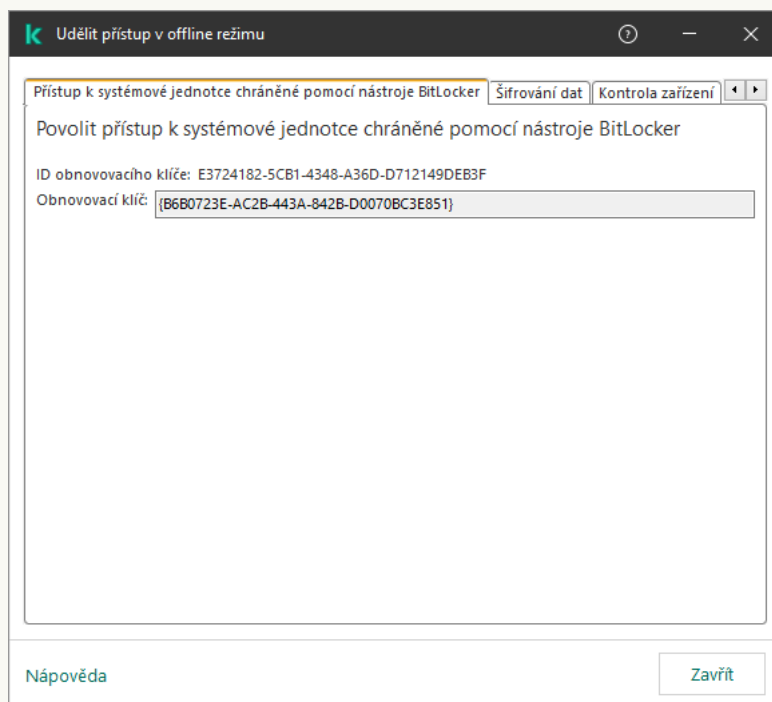 Udělit přístup v offline režimu
Přístup k systémové jednotce chráněné pomocí nástroje BitLocker Šifrování dat Kontrola zařízení
Povolit přístup k systémové jednotce chráněné pomocí nástroje BitLocker
ID obnovovacího klíče: E3724182-5CB1-4348-A36D-D712149DEB3F
Obnovovací klíč: {B6B0723E-AC2B-443A-842B-D0070BC3E851}
Nápověda Zavřít